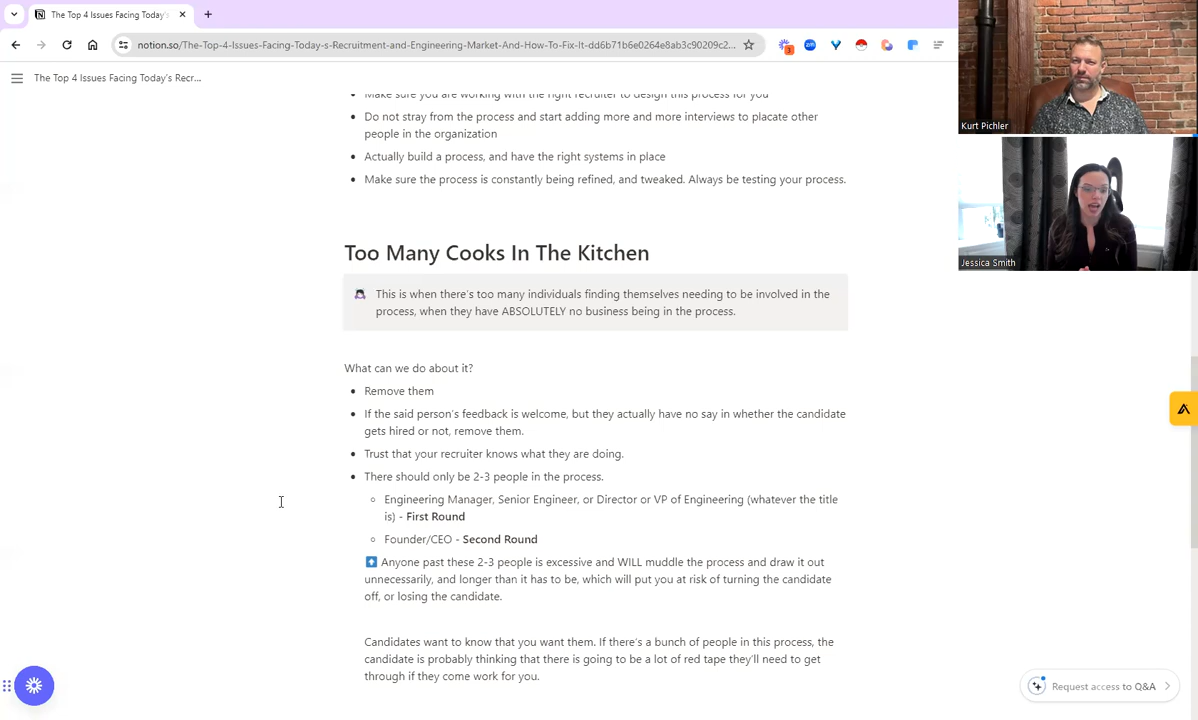 The Top 4 Issues Facing Today's
notion.so/The-Top-4-Issues-Facing-Today-s-Recruitment-and-Engineering-Market-And-How-To-Fix-It-dd6b71b6e0264e8ab3c90209c2...
3
The Top 4 Issues Facing Today's Recr...
Kurt Pichler
Jessica Smith
Make sure you are working with the right recruiter to design this process for you
Do not stray from the process and start adding more and more interviews to placate other
people in the organization
Actually build a process, and have the right systems in place
Make sure the process is constantly being refined, and tweaked. Always be testing your process.
Too Many Cooks In The Kitchen
This is when there's too many individuals finding themselves needing to be involved in the
process, when they have ABSOLUTELY no business being in the process.
What can we do about it?
Remove them
If the said person's feedback is welcome, but they actually have no say in whether the candidate
gets hired or not, remove them.
Trust that your recruiter knows what they are doing.
There should only be 2-3 people in the process.
Engineering Manager, Senior Engineer, or Director or VP of Engineering (whatever the title
is) - First Round
Founder/CEO - Second Round
Anyone past these 2-3 people is excessive and WILL muddle the process and draw it out
unnecessarily, and longer than it has to be, which will put you at risk of turning the candidate
off, or losing the candidate.
Candidates want to know that you want them. If there's a bunch of people in this process, the
candidate is probably thinking that there is going to be a lot of red tape they'll need to get
through if they come work for you.
Request access to Q&A